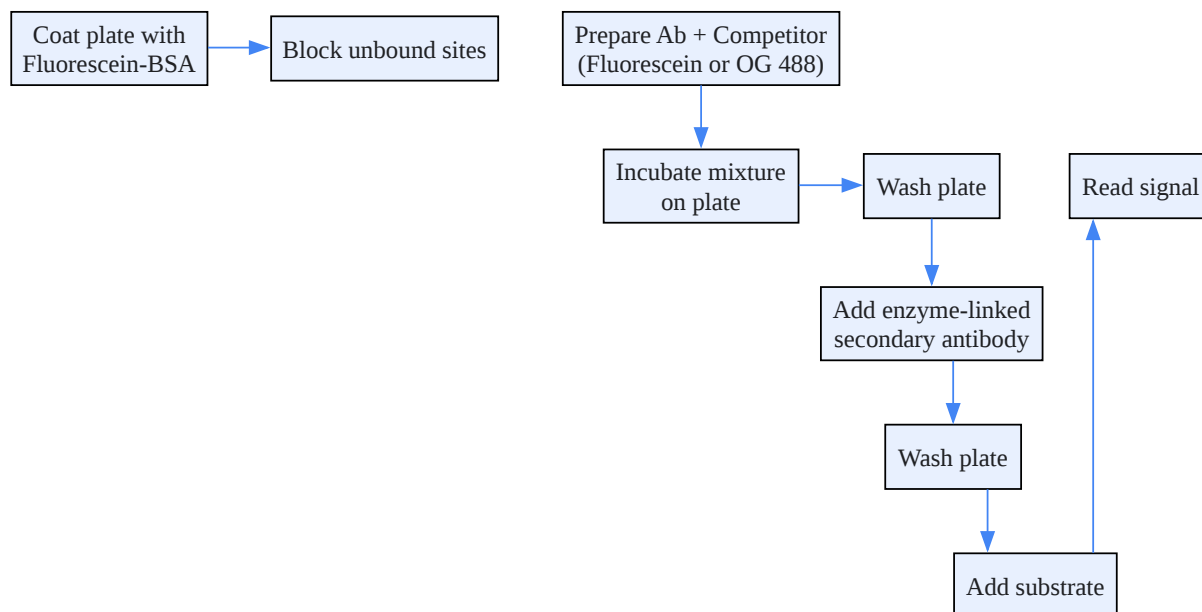 Coat plate with
Fluorescein-BSA
Block unbound sites
Prepare Ab + Competitor
(Fluorescein or OG 488)
Incubate mixture
on plate
Wash plate
Read signal
Add enzyme-linked
secondary antibody
Wash plate
Add substrate